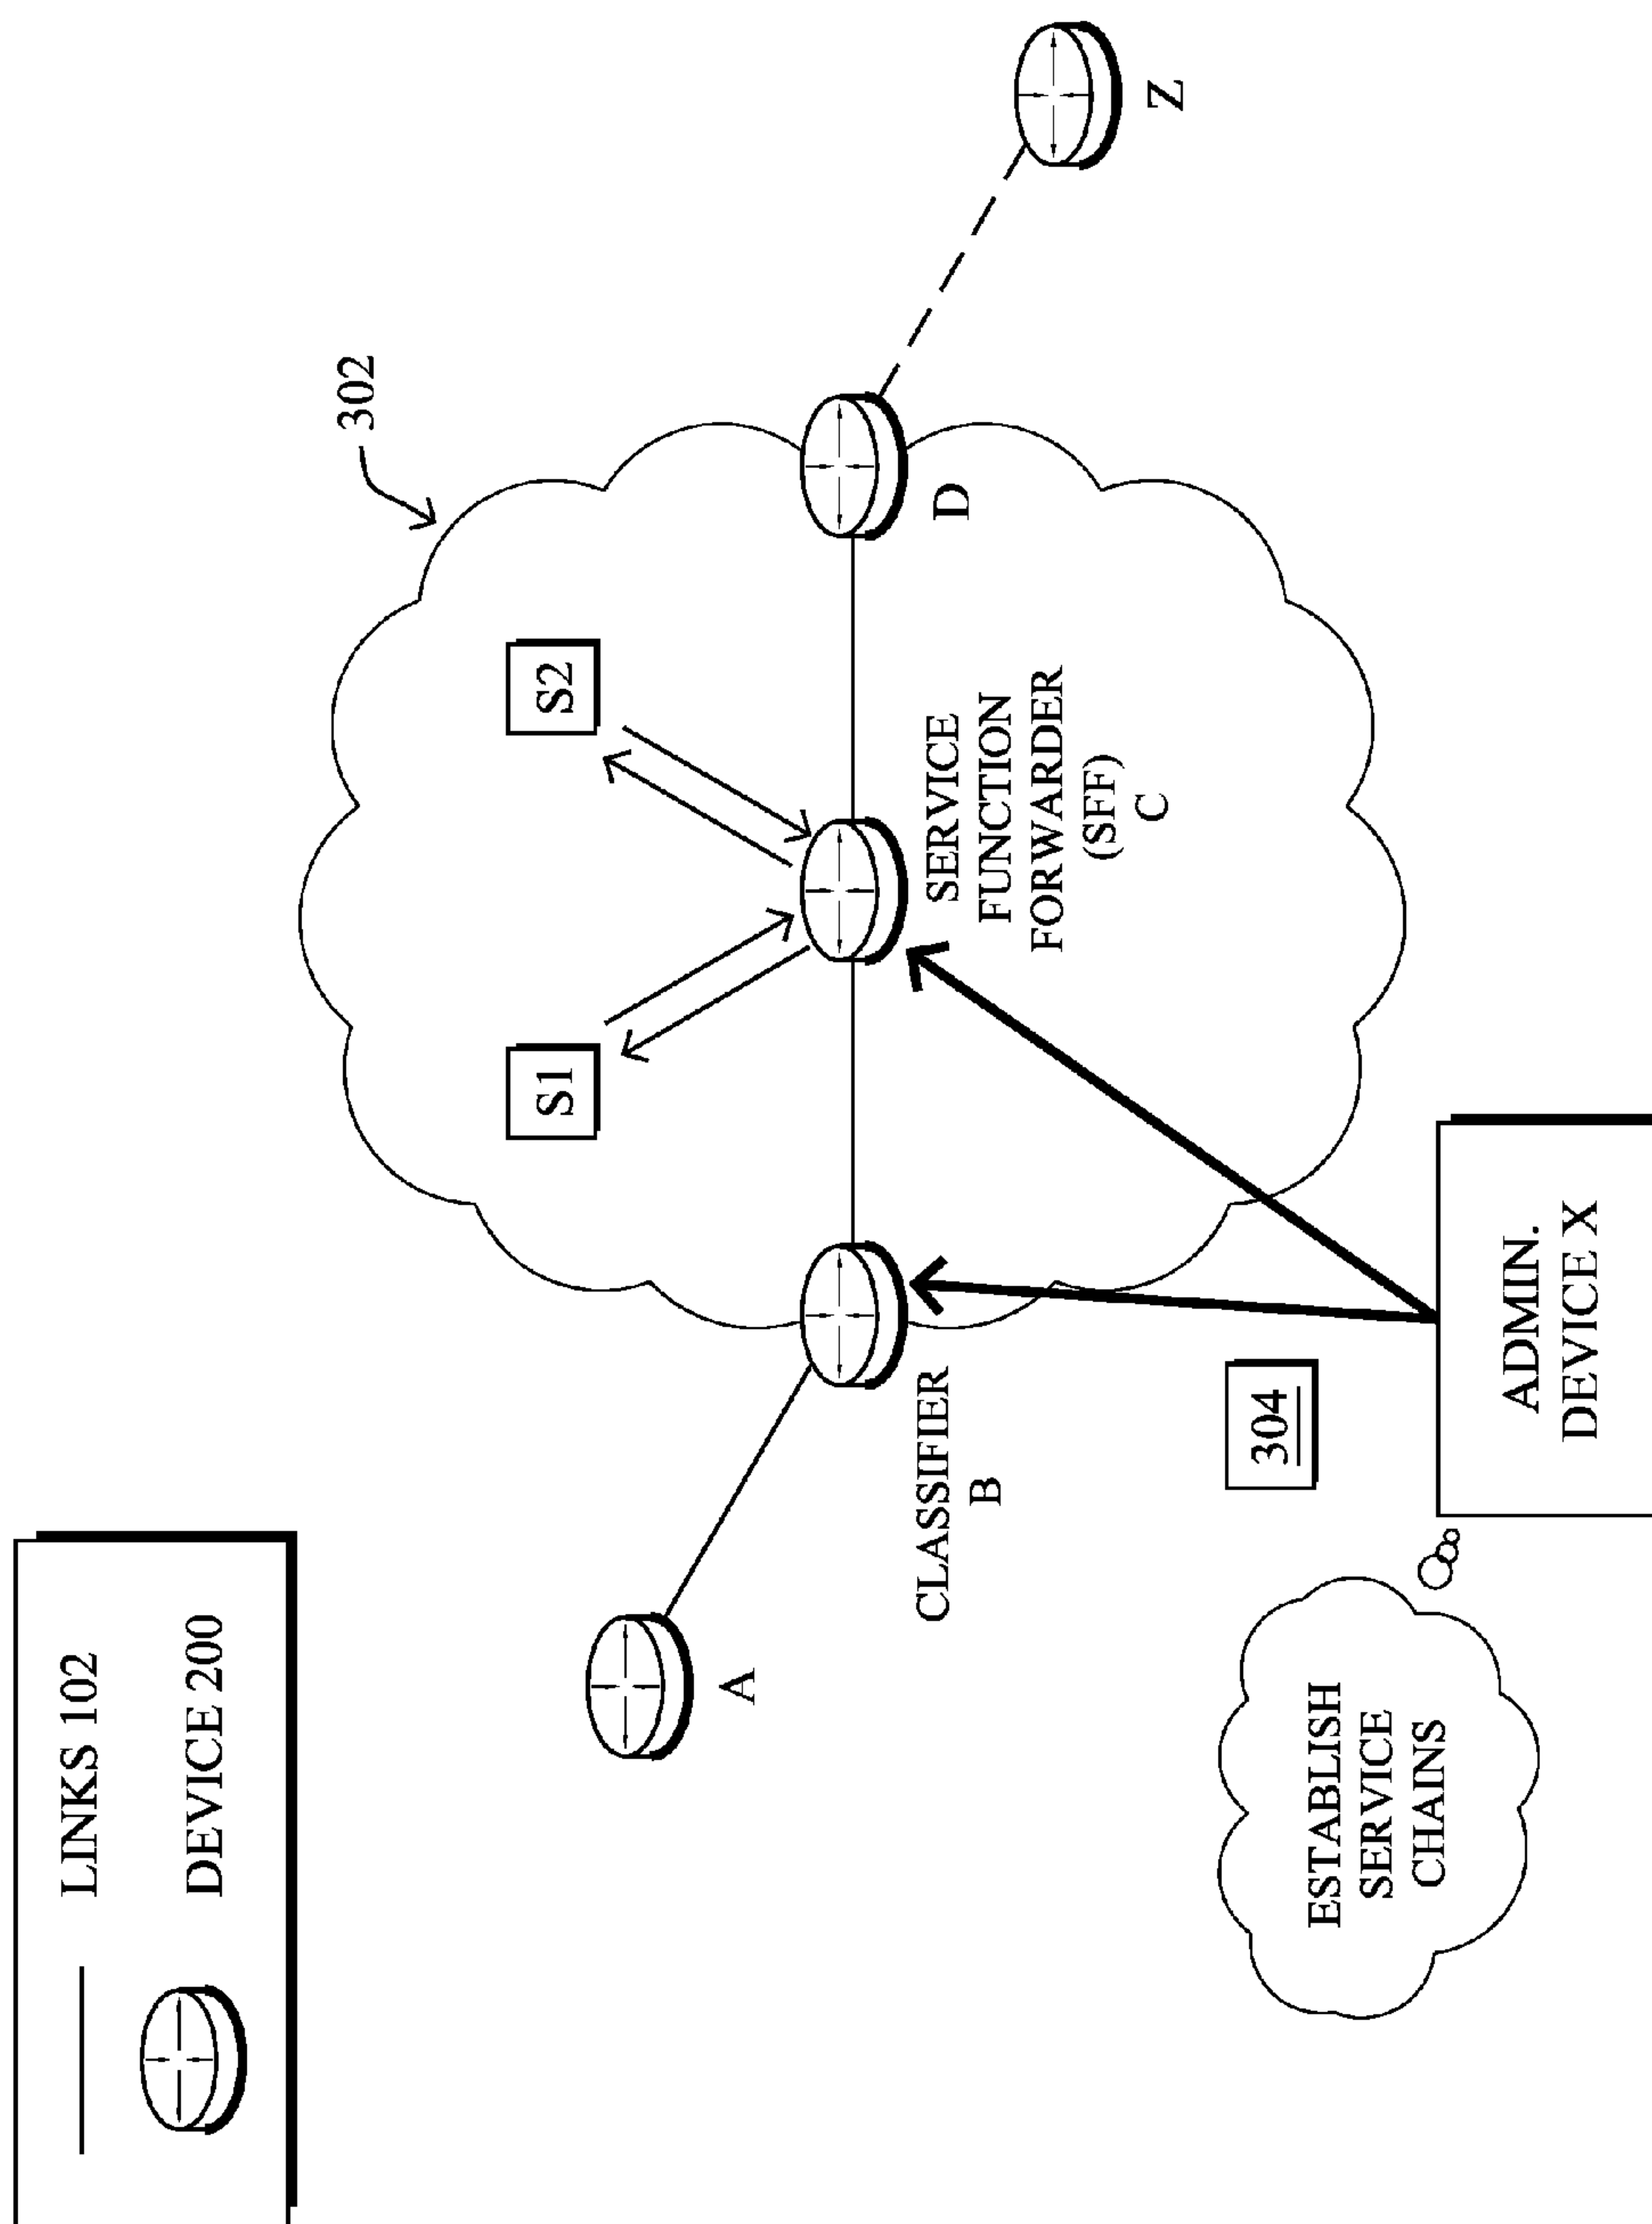 LINKS 102
DEVICE 200
302
S1
S2
A
CLASSIFIER
B
SERVICE
FUNCTION
FORWARDER
(SFF)
C
D
Z
304
ESTABLISH
SERVICE
CHAINS
ADMIN.
DEVICE X